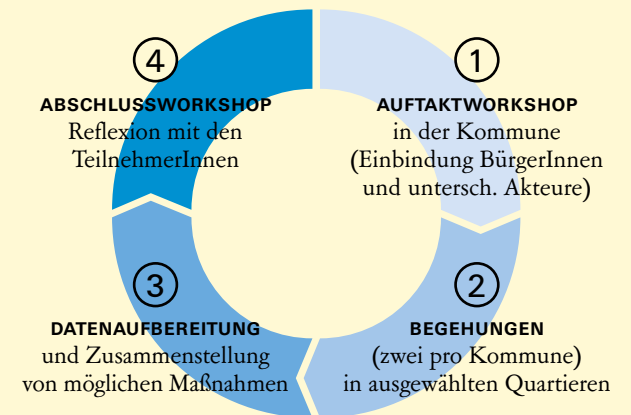 1
AUFTAKTWORKSHOP
in der Kommune
(Einbindung BürgerInnen
und untersch. Akteure)
2
BEGEHUNGEN
(zwei pro Kommune)
in ausgewählten Quartieren
3
DATENAUFBEREITUNG
und Zusammenstellung
von möglichen Maßnahmen
4
ABSCHLUSSWORKSHOP
Reflexion mit den
TeilnehmerInnen